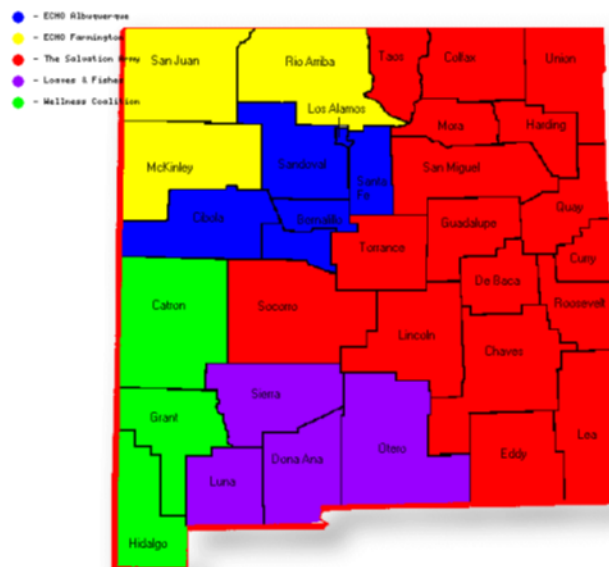 - ECHO Albuquerque
- ECHO Farmington
- The Salvation Army
- Loaves & Fishes
- Wellness Coalition
San Juan
Rio Arriba
Taos
Colfax
Union
Los Alamos
Mora
Harding
McKinley
Sandoval
San Miguel
Santa
Fe
Cibola
Bernalillo
Guadalupe
Quay
Torrance
Curry
De Baca
Catron
Socorro
Roosevelt
Lincoln
Chaves
Sierra
Grant
Otero
Lea
Dona Ana
Eddy
Luna
Hidalgo